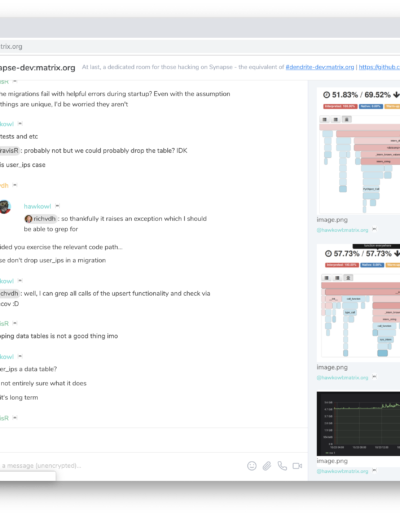 trix.org
apse-dev:matrix.org
At last, a dedicated room for those hacking on Synapse - the equivalent of #dendrite-dev:matrix.org | https://github.c
he migrations fail with helpful errors during startup? Even with the assumption
things are unique, I'd be worried they aren't
kowl
tests and etc
ravisR : probably not but we could probably drop the table? IDK
is user_ips case
dh
hawkowl
richvdh : so thankfully it raises an exception which I should
be able to grep for
ided you exercise the relevant code path...
se don't drop user_ips in a migration
kowl
chvdh : well, I can grep all calls of the upsert functionality and check via
cov :D
isR
ping data tables is not a good thing imo
kowl
er_ips a data table?
not entirely sure what it does
it's long term
isR
a message (unencrypted)...
51.83% / 69.52%
image.png
@hawkowl:matrix.org
57.73% / 57.73%
image.png
@hawkowl:matrix.org
image.png
@hawkowl:matrix.org